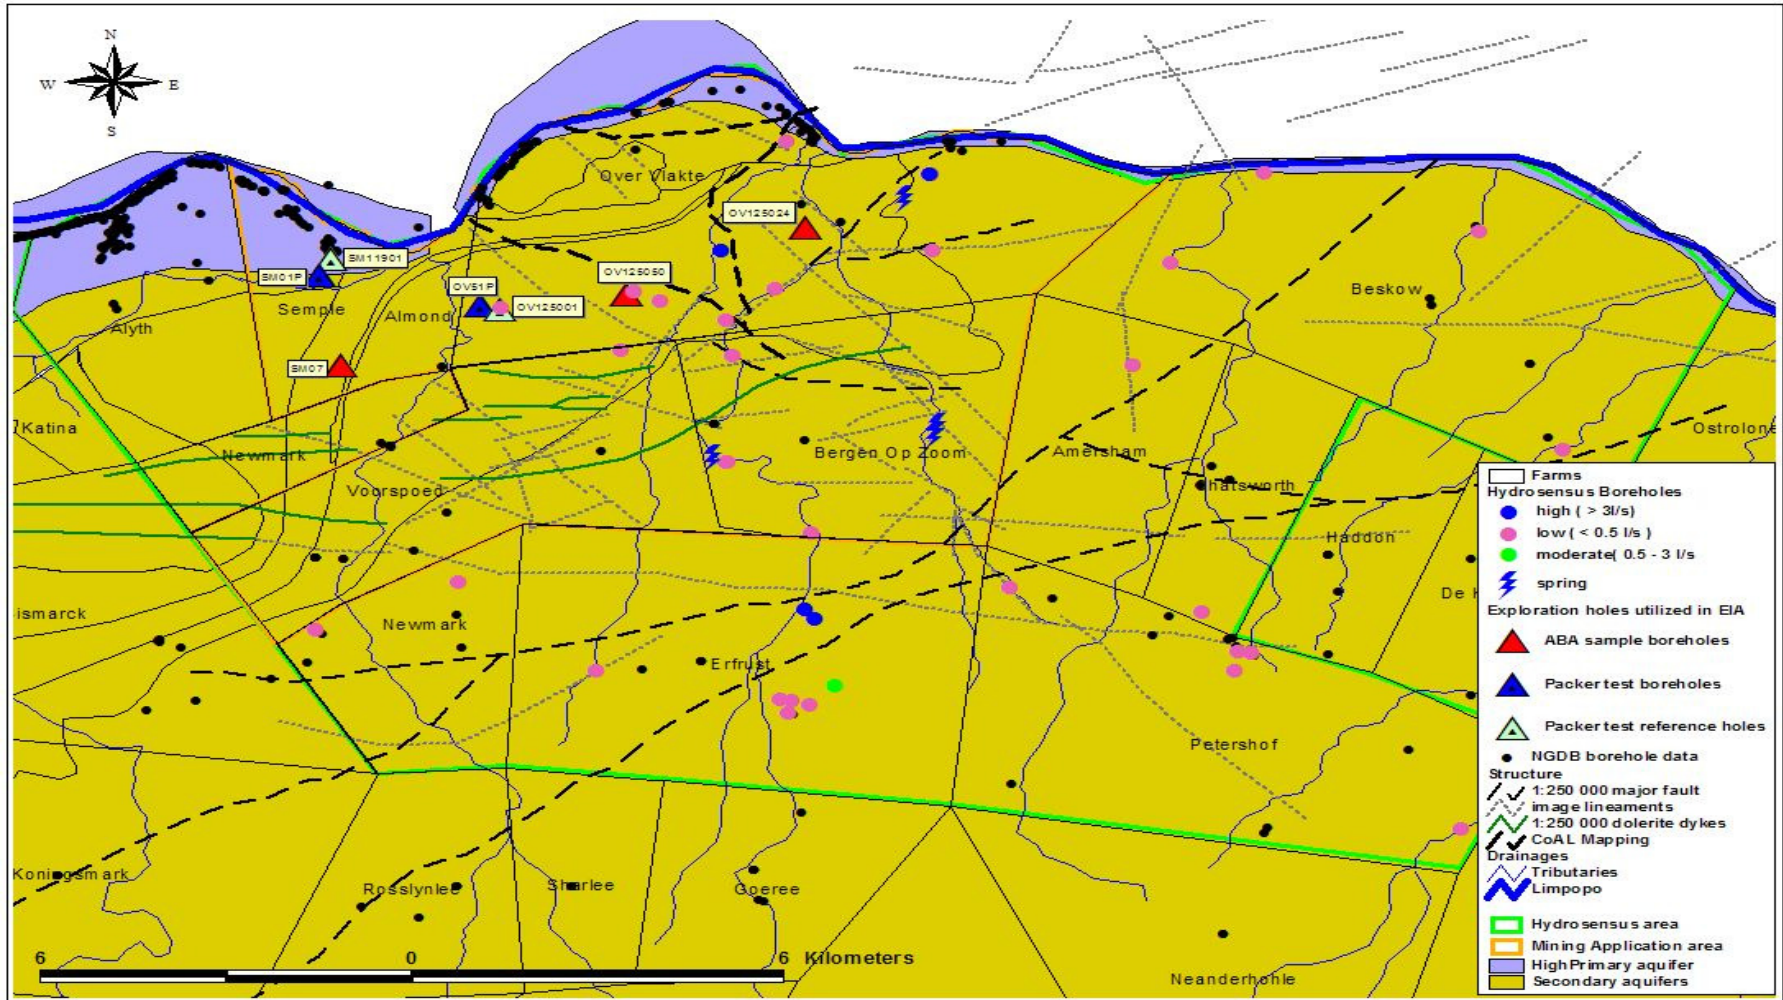 N
W E
S
Over Vlakte
OV125024
SM11901
SM01P
OV125050
OV51P
OV125001
Semple
Almond
Beskow
Alyth
SM07
Katina
Newmark
Bergen Op Zoom
Amersham
Ostrolone
Voorspoed
hatsworth
Haddon
ismarck
De
Newmark
Erfrust
Petershof
Koningsmark
Rosslynlee
Sharlee
Goeree
Neanderhohle
6 0 6 Kilometers
Farms
Hydrosensus Boreholes
high ( > 3l/s)
low ( < 0.5 l/s )
moderate( 0.5 - 3 l/s
spring
Exploration holes utilized in EIA
ABA sample boreholes
Packer test boreholes
Packer test reference holes
NGDB borehole data
Structure
1:250 000 major fault
image lineaments
1:250 000 dolerite dykes
CoAL Mapping
Drainages
Tributaries
Limpopo
Hydrosensus area
Mining Application area
High Primary aquifer
Secondary aquifers